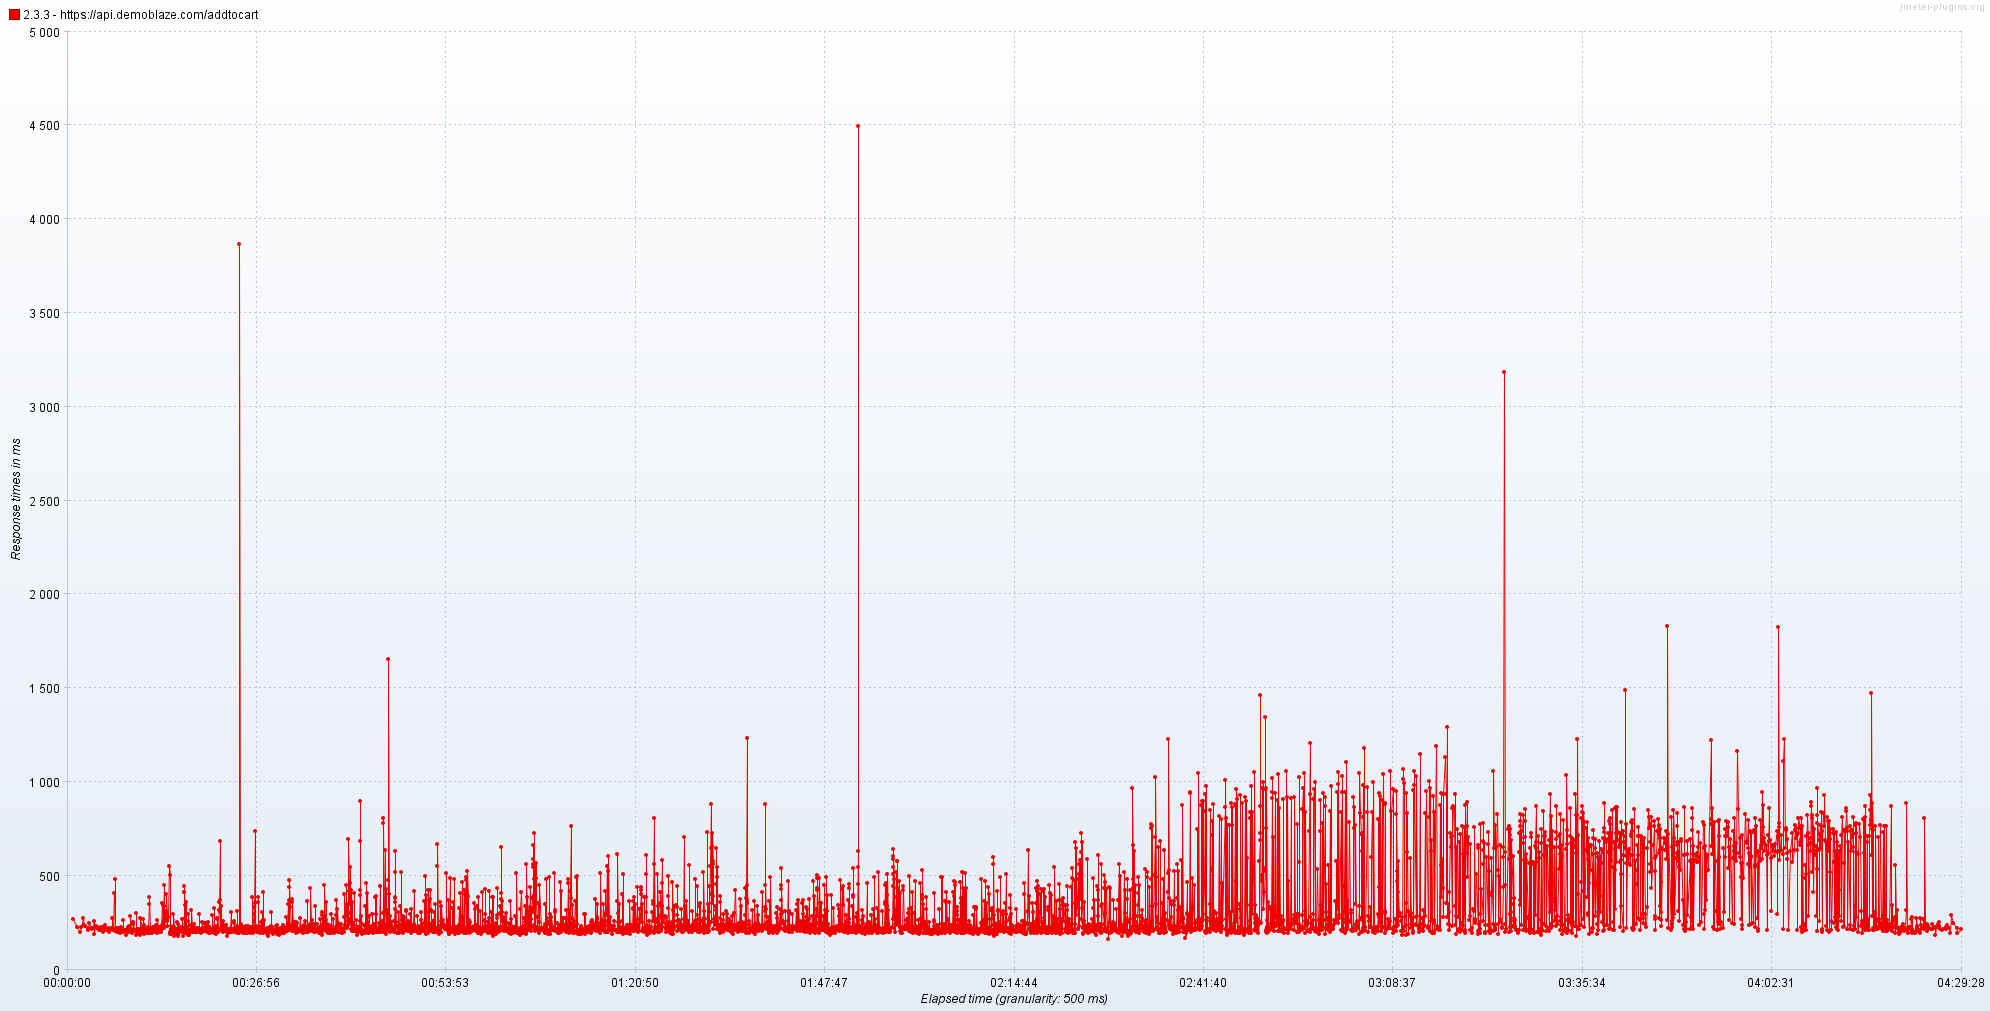 2.3.3 - https://api.demoblaze.com/addtocart
jmeter-plugins.org
5 000
4 500
4 000
3 500
3 000
2 500
2 000
1 500
1 000
500
0
Response times in ms
00:00:00 00:26:56 00:53:53 01:20:50 01:47:47 02:14:44 02:41:40 03:08:37 03:35:34 04:02:31 04:29:28
Elapsed time (granularity: 500 ms)